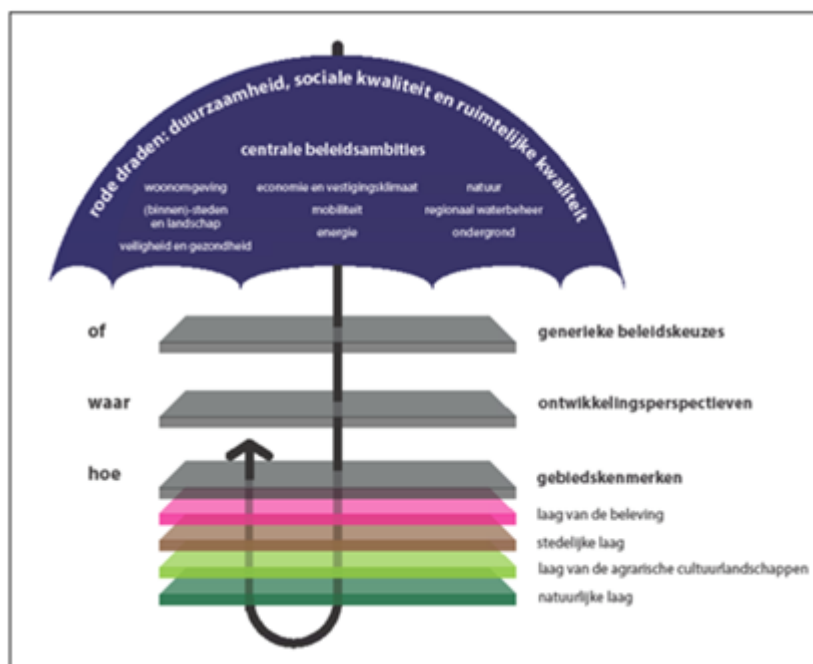 rode draden: duurzaamheid, sociale kwaliteit en ruimtelijke kwaliteit
centrale beleidsambities
woonomgeving
(binnen)-steden
en landschap
veiligheid en gezondheid
economie en vestigingsklimaat
mobiliteit
energie
natuur
regionaal waterbeheer
ondergrond
of
generieke beleidskeuzes
waar
ontwikkelingsperspectieven
hoe
gebiedskenmerken
laag van de beleving
stedelijke laag
laag van de agrarische cultuurlandschappen
natuurlijke laag